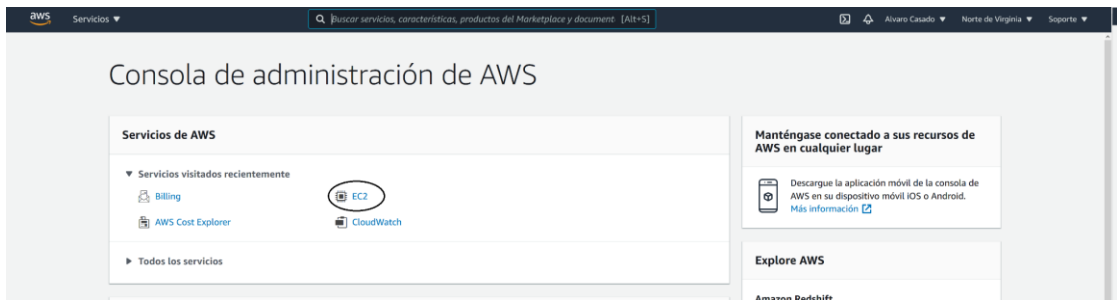 aws Servicios ▼ Buscar servicios, características, productos del Marketplace y document [Alt+S] Alvaro Casado ▼ Norte de Virginia ▼ Soporte ▼
Consola de administración de AWS
Servicios de AWS
▼ Servicios visitados recientemente
Billing
EC2
AWS Cost Explorer
CloudWatch
▶ Todos los servicios
Manténgase conectado a sus recursos de
AWS en cualquier lugar
Descargue la aplicación móvil de la consola de
AWS en su dispositivo móvil iOS o Android.
Más información
Explore AWS
Amazon Redshift